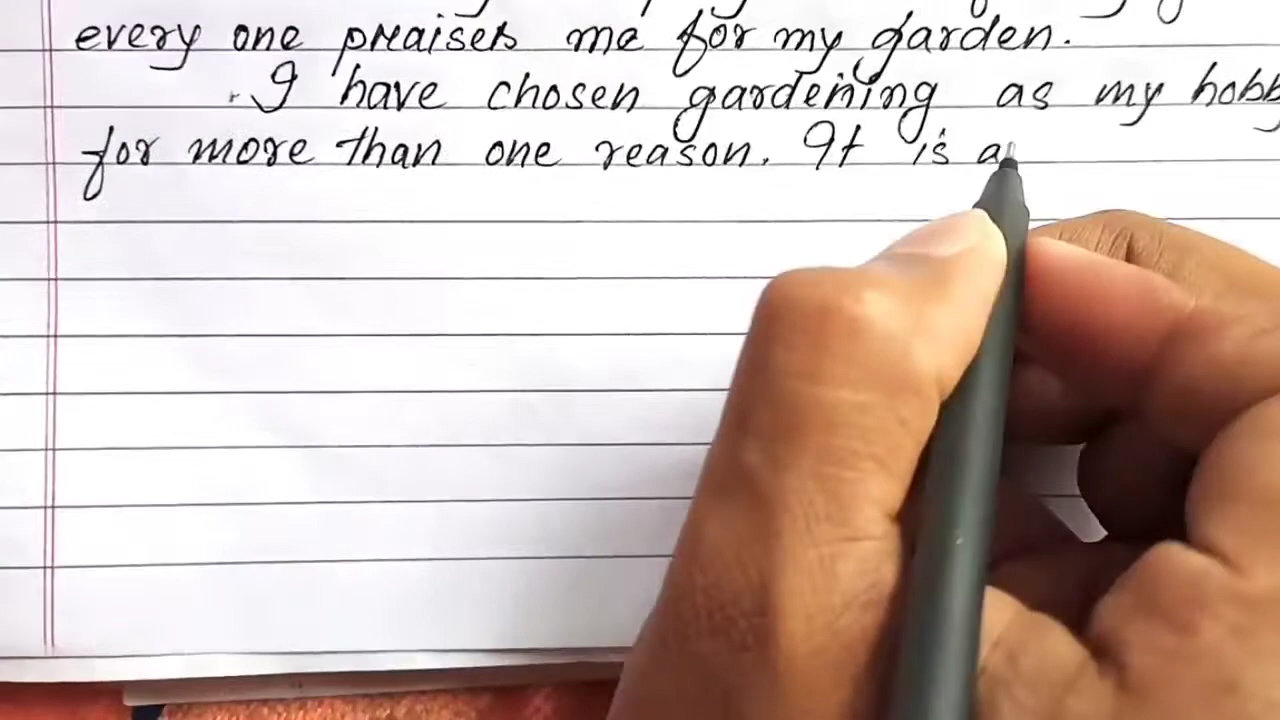 every one praises me for my garden.
I have chosen gardening as my hobb
for more than one reason. It is a